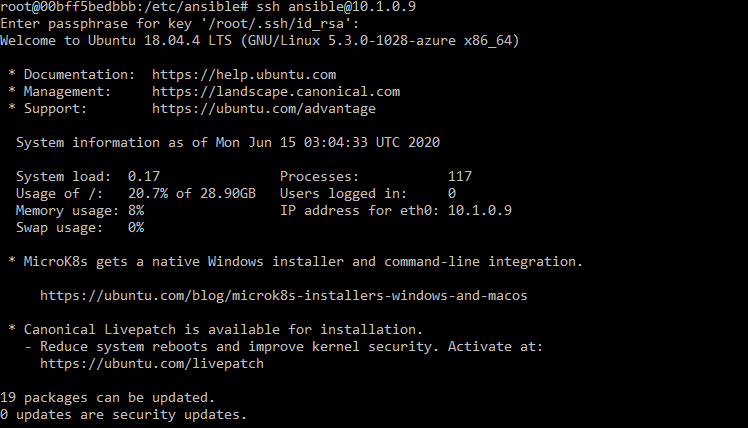 root@00bff5bedbbb:/etc/ansible# ssh ansible@10.1.0.9
Enter passphrase for key '/root/.ssh/id_rsa':
Welcome to Ubuntu 18.04.4 LTS (GNU/Linux 5.3.0-1028-azure x86_64)

 * Documentation:  https://help.ubuntu.com
 * Management:     https://landscape.canonical.com
 * Support:        https://ubuntu.com/advantage

  System information as of Mon Jun 15 03:04:33 UTC 2020

  System load:  0.17               Processes:           117
  Usage of /:   20.7% of 28.90GB   Users logged in:     0
  Memory usage: 8%                 IP address for eth0: 10.1.0.9
  Swap usage:   0%

 * MicroK8s gets a native Windows installer and command-line integration.

     https://ubuntu.com/blog/microk8s-installers-windows-and-macos

 * Canonical Livepatch is available for installation.
   - Reduce system reboots and improve kernel security. Activate at:
     https://ubuntu.com/livepatch

19 packages can be updated.
0 updates are security updates.